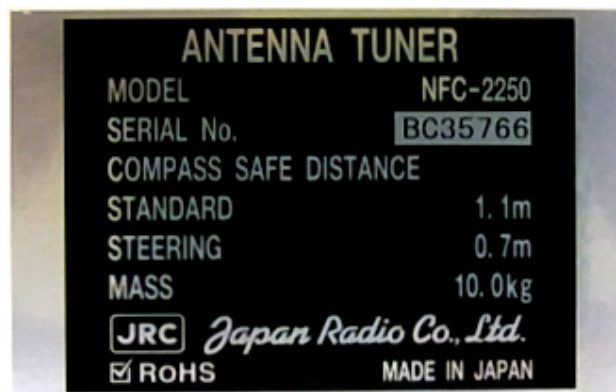 ANTENNA TUNER
MODEL NFC-2250
SERIAL No. BC35766
COMPASS SAFE DISTANCE
STANDARD 1.1m
STEERING 0.7m
MASS 10.0kg
JRC Japan Radio Co., Ltd.
☑ RoHS MADE IN JAPAN